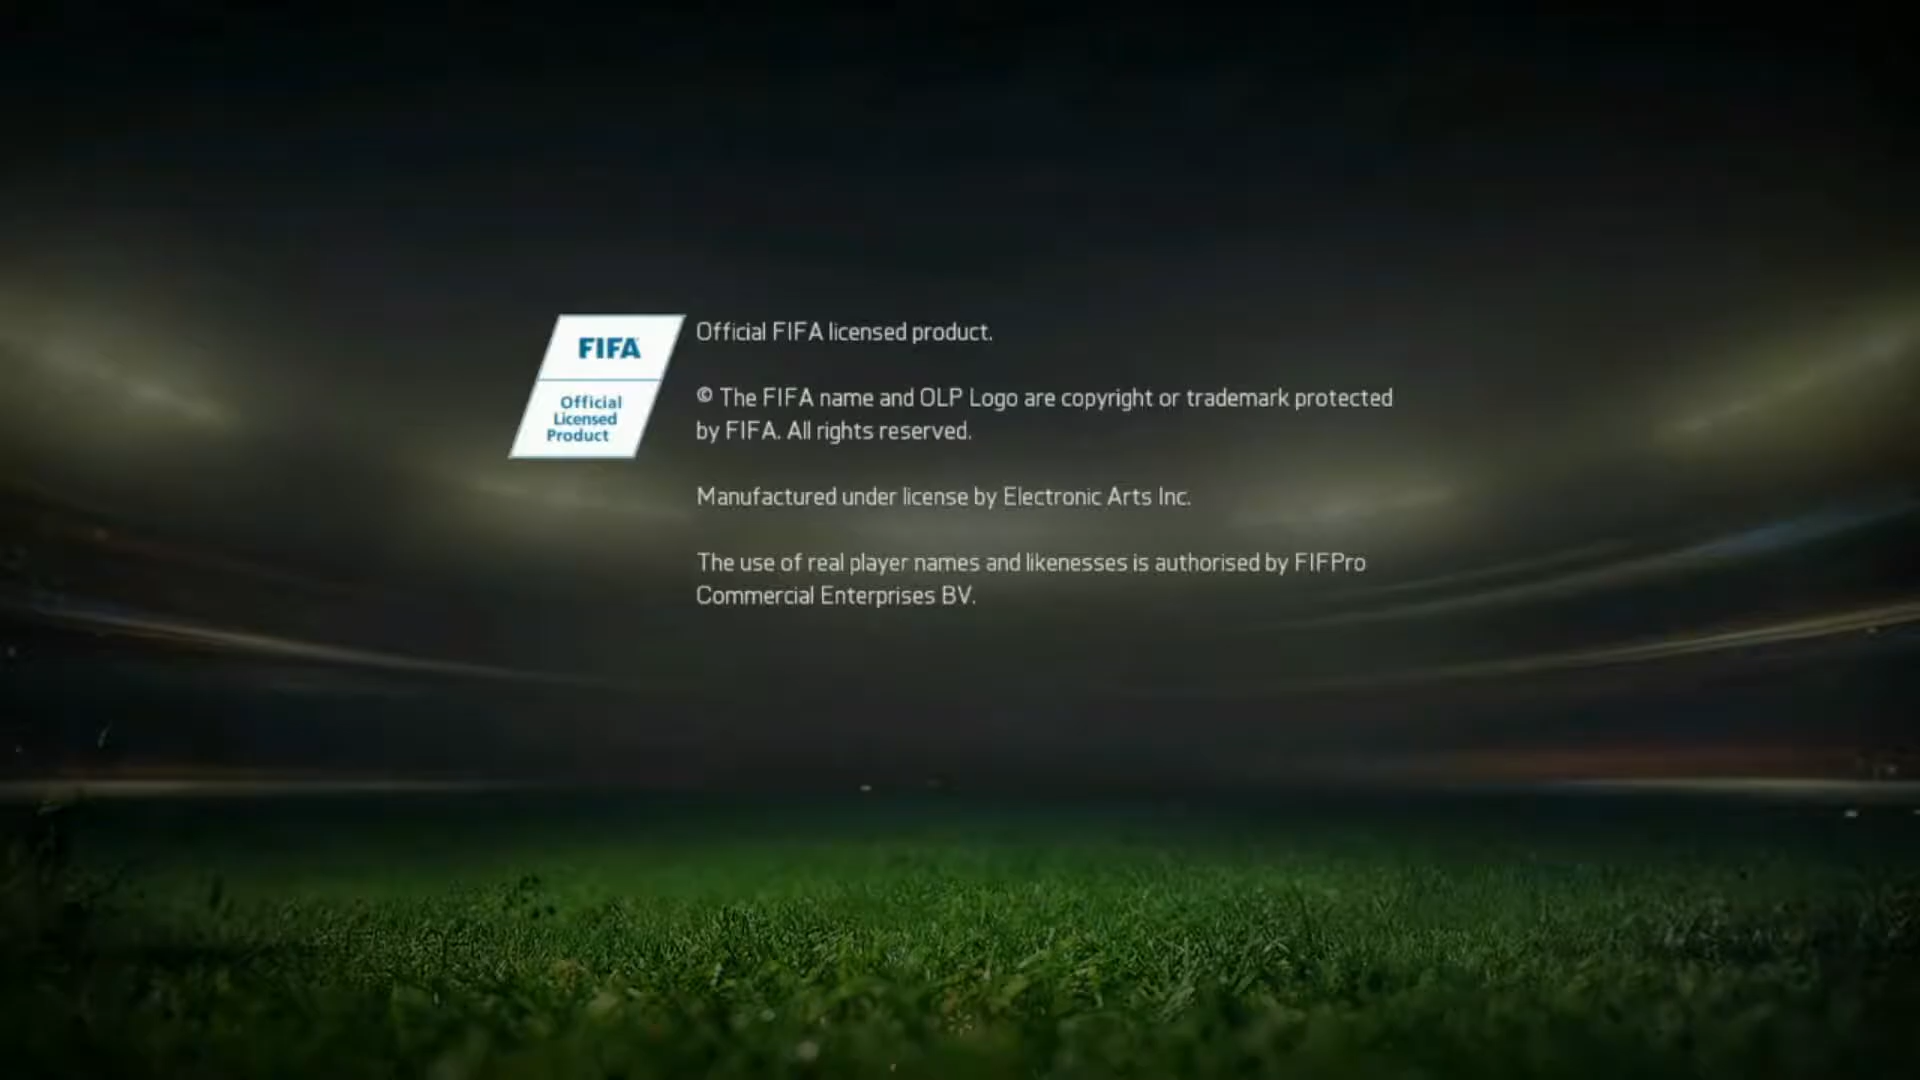 FIFA
Official
Licensed
Product
Official FIFA licensed product.
© The FIFA name and OLP Logo are copyright or trademark protected
by FIFA. All rights reserved.
Manufactured under license by Electronic Arts Inc.
The use of real player names and likenesses is authorised by FIFPro
Commercial Enterprises BV.